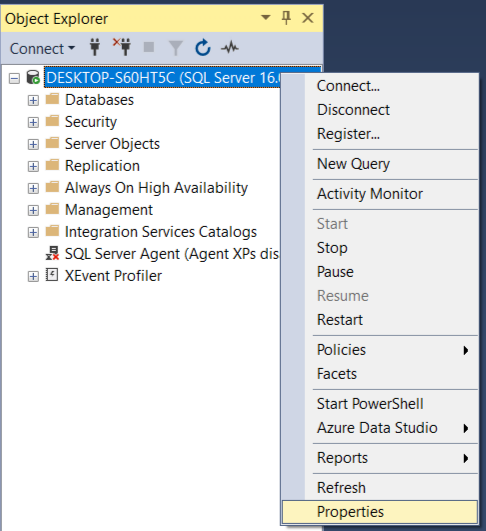 Object Explorer
Connect
DESKTOP-S60HT5C (SQL Server 16.
Databases
Security
Server Objects
Replication
Always On High Availability
Management
Integration Services Catalogs
SQL Server Agent (Agent XPs dis
XEvent Profiler
Connect...
Disconnect
Register...
New Query
Activity Monitor
Start
Stop
Pause
Resume
Restart
Policies
Facets
Start PowerShell
Azure Data Studio
Reports
Refresh
Properties